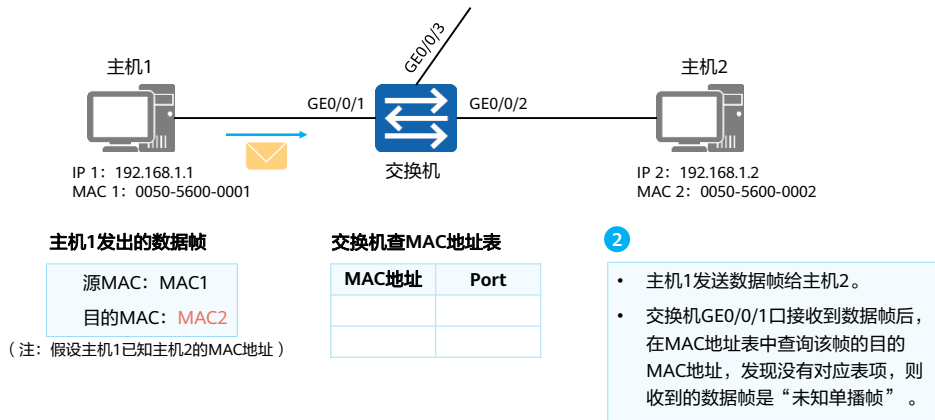 GE0/0/3
主机1
主机2
GE0/0/1
GE0/0/2
交换机
IP 1：192.168.1.1
MAC 1：0050-5600-0001
IP 2：192.168.1.2
MAC 2：0050-5600-0002
主机1发出的数据帧
源MAC：MAC1
目的MAC：MAC2
（注：假设主机1已知主机2的MAC地址）
交换机查MAC地址表
MAC地址 Port
2
• 主机1发送数据帧给主机2。
• 交换机GE0/0/1口接收到数据帧后，
在MAC地址表中查询该帧的目的
MAC地址，发现没有对应表项，则
收到的数据帧是“未知单播帧” 。